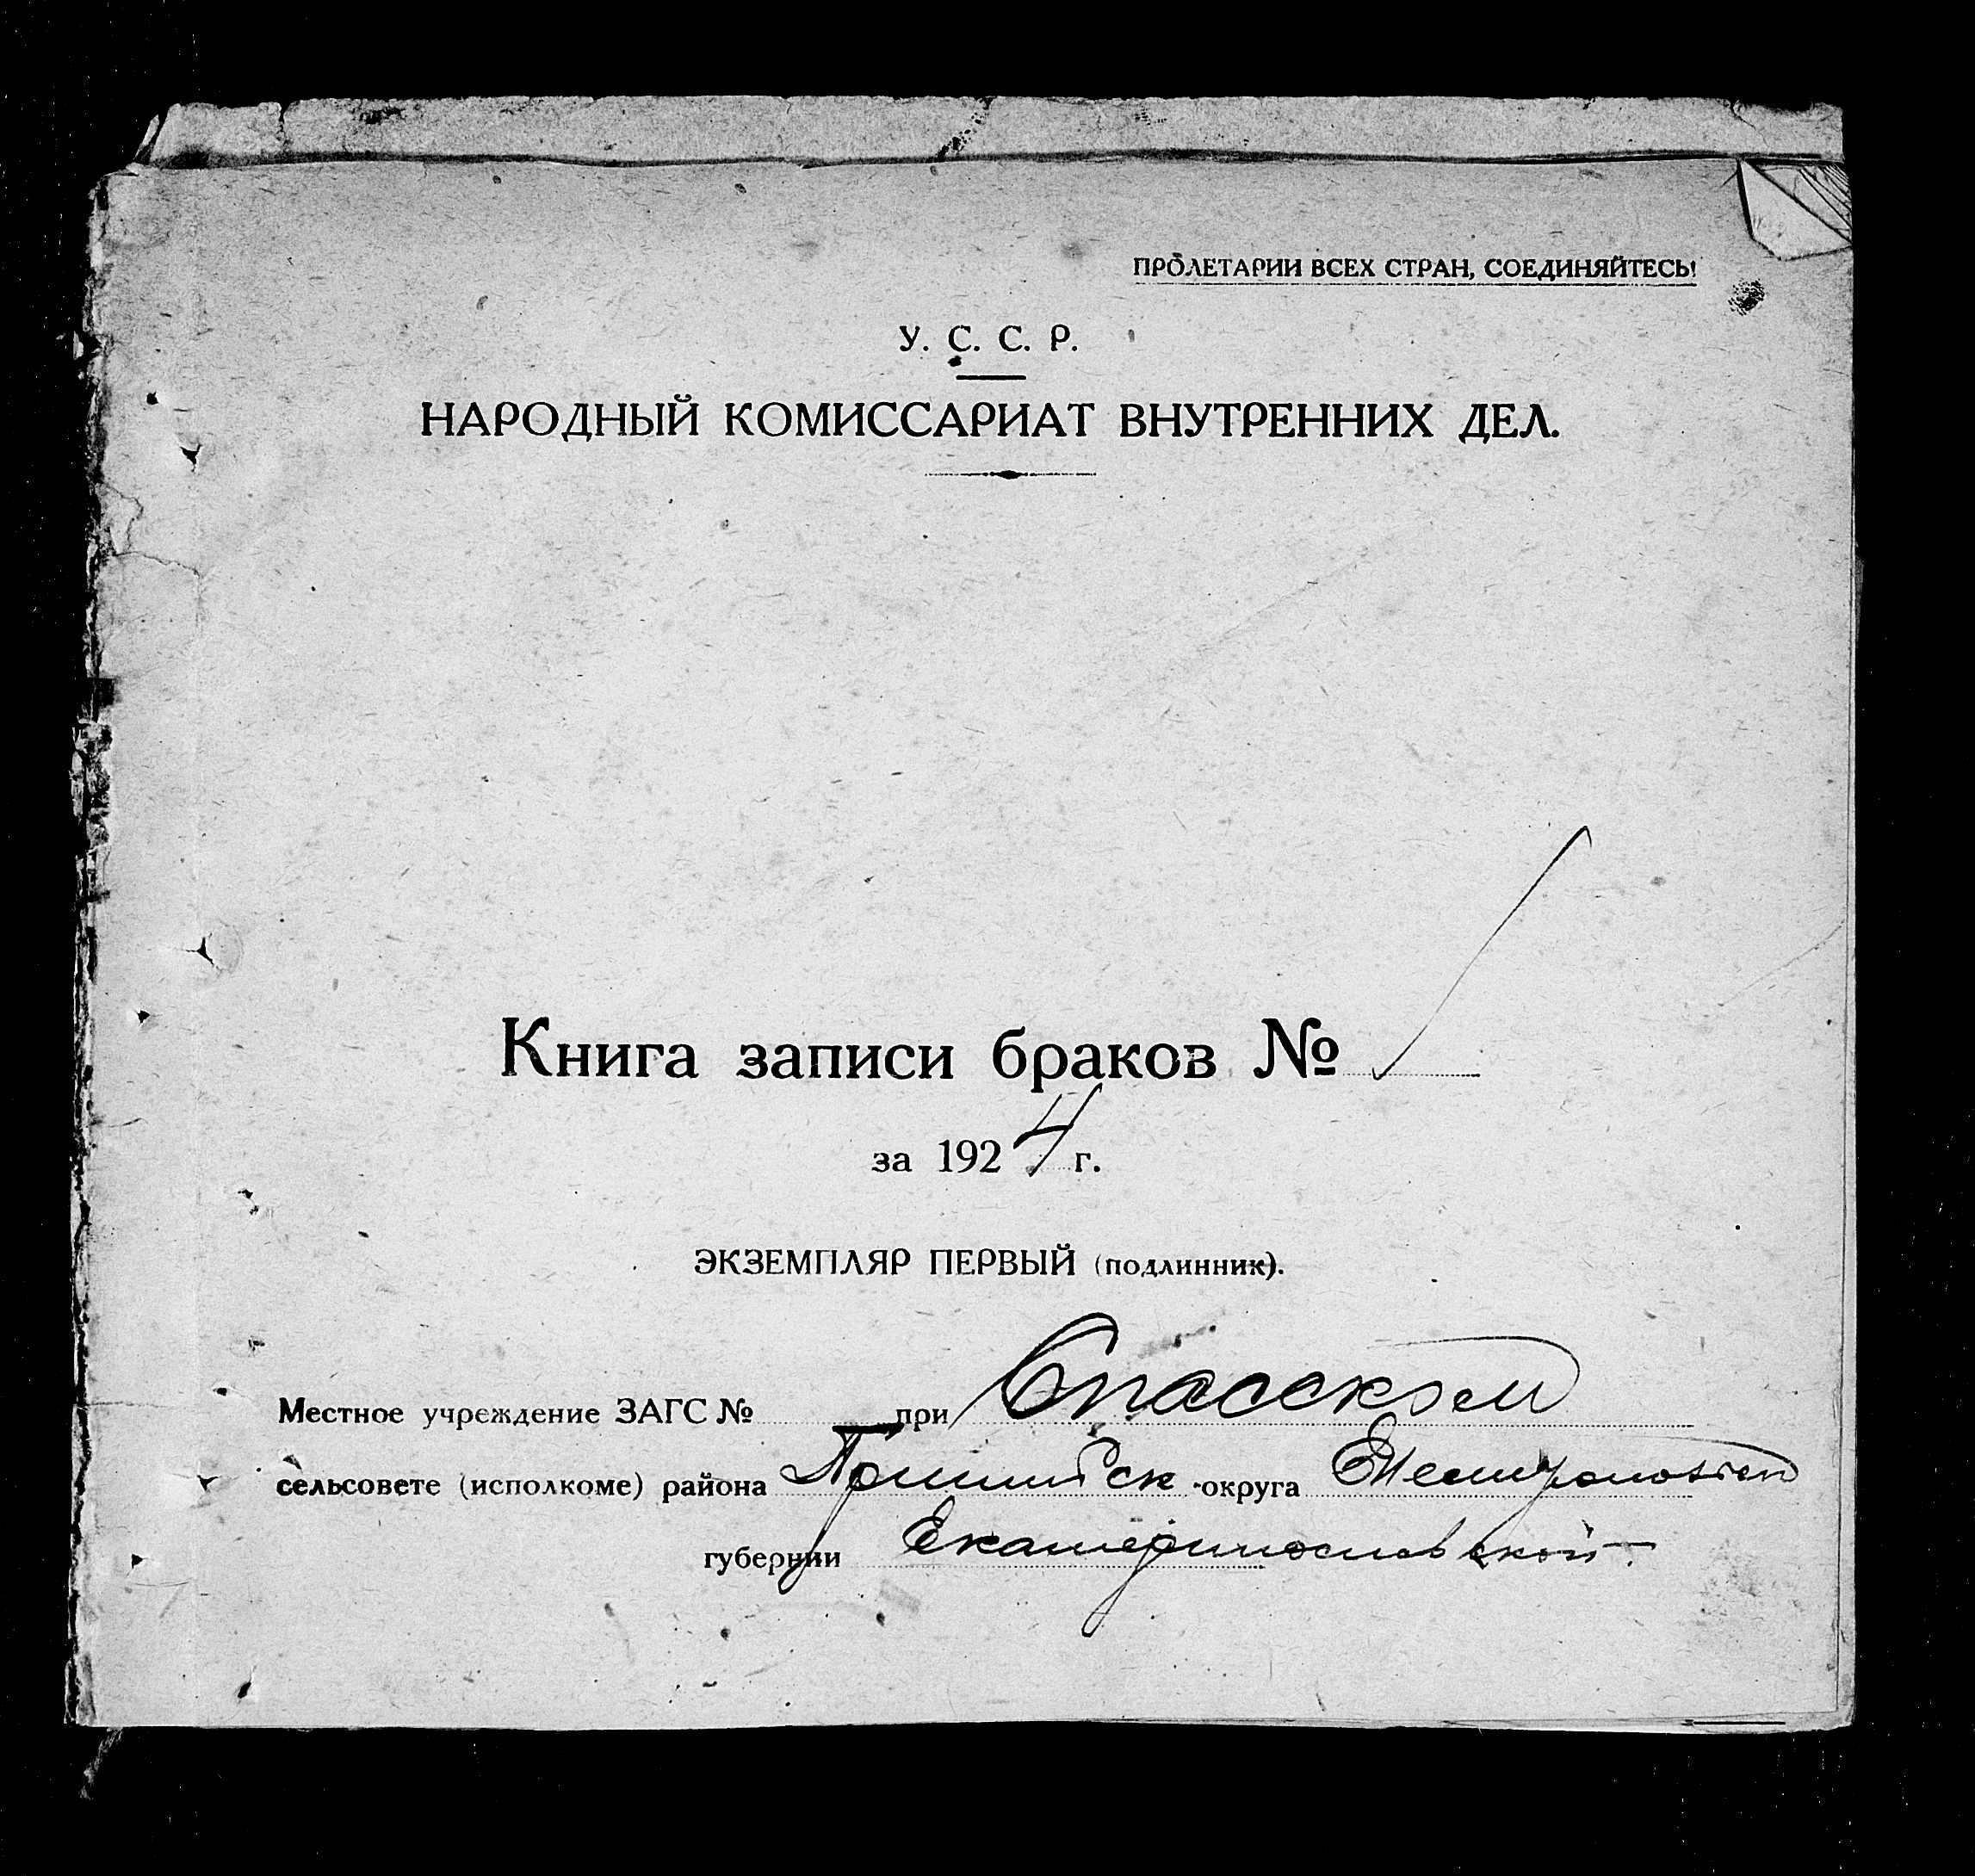 ПРОЛЕТАРИИ ВСЕХ СТРАН, СОЕДИНЯЙТЕСЬ!
У. С. С. Р.
НАРОДНЫЙ КОМИССАРИАТ ВНУТРЕННИХ ДЕЛ.
Книга записи браков №
за 1924 г.
ЭКЗЕМПЛЯР ПЕРВЫЙ (подлинник).
Местное учреждение ЗАГС № при Спасском
сельсовете (исполкоме) района Пришибск округа
губернии Екатеринославской.